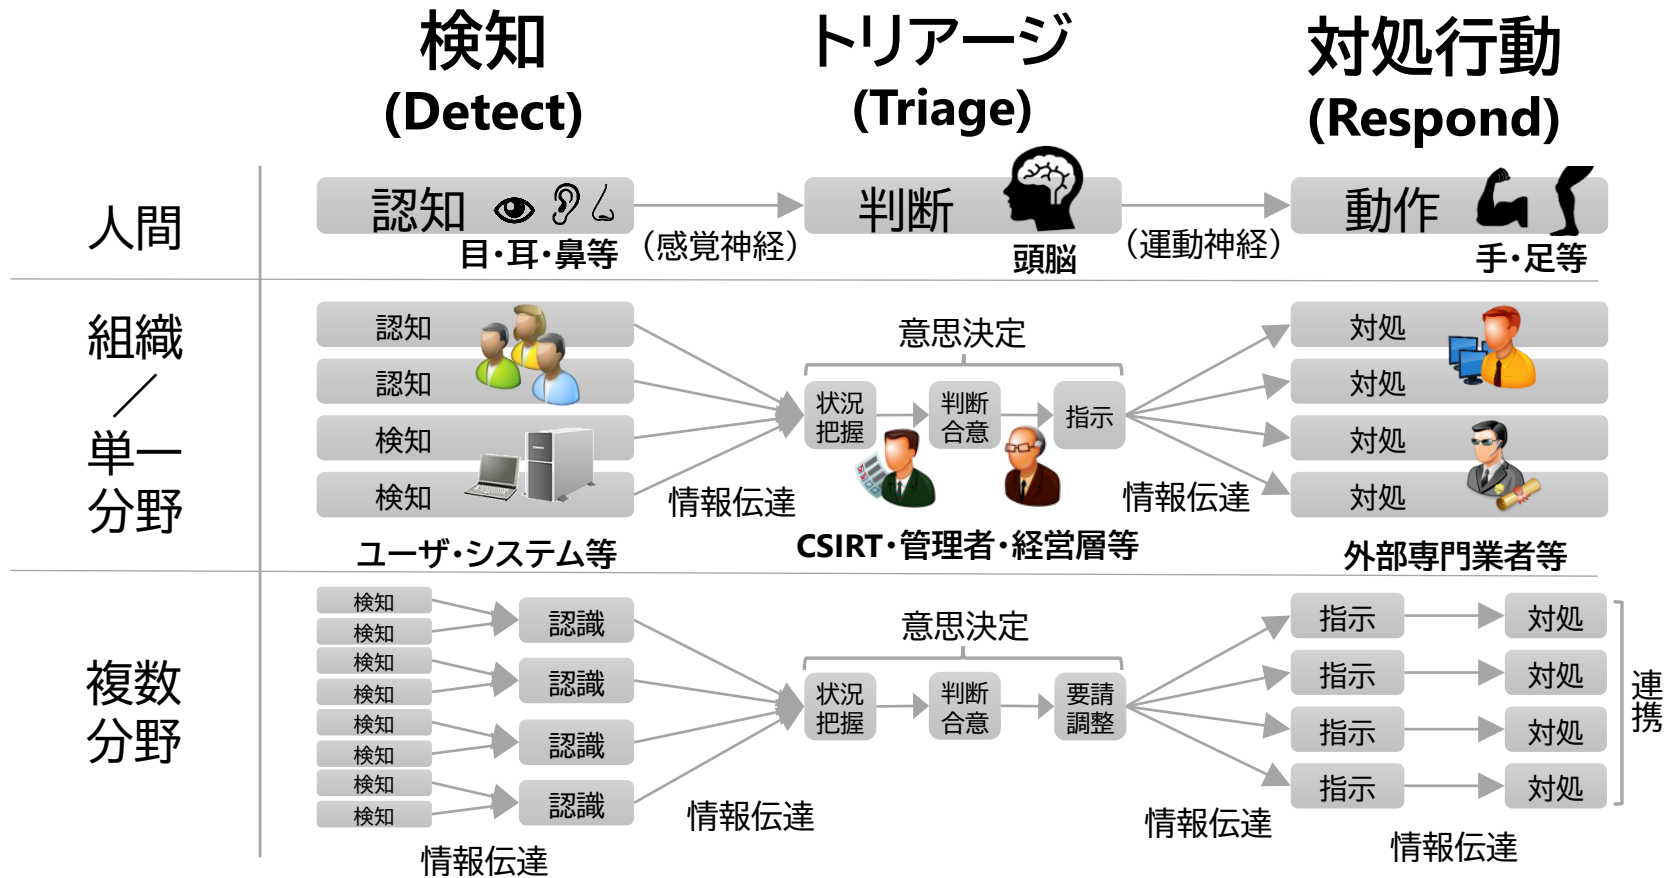 検知
(Detect)
トリアージ
(Triage)
対処行動
(Respond)
人間
認知
目・耳・鼻等
（感覚神経）
判断
頭脳
（運動神経）
動作
手・足等
組織
／
単一
分野
認知
認知
検知
検知
ユーザ・システム等
情報伝達
意思決定
状況
把握
判断
合意
指示
CSIRT・管理者・経営層等
情報伝達
対処
対処
対処
対処
外部専門業者等
複数
分野
検知
検知
検知
検知
検知
検知
検知
検知
情報伝達
認識
認識
認識
認識
情報伝達
意思決定
状況
把握
判断
合意
要請
調整
情報伝達
指示
指示
指示
指示
情報伝達
対処
対処
対処
対処
連携